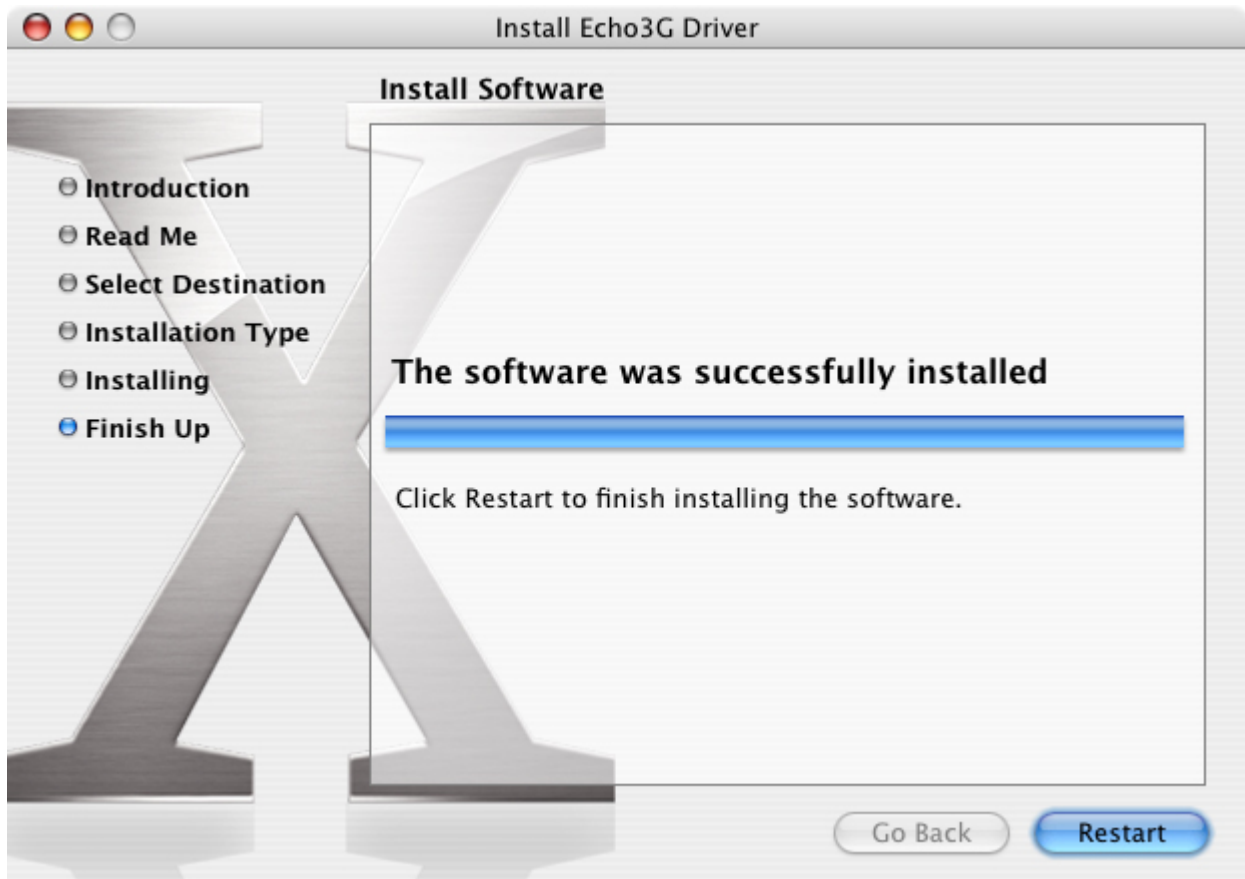 Install Echo3G Driver
Install Software
Introduction
Read Me
Select Destination
Installation Type
Installing
Finish Up
The software was successfully installed
Click Restart to finish installing the software.
Go Back
Restart